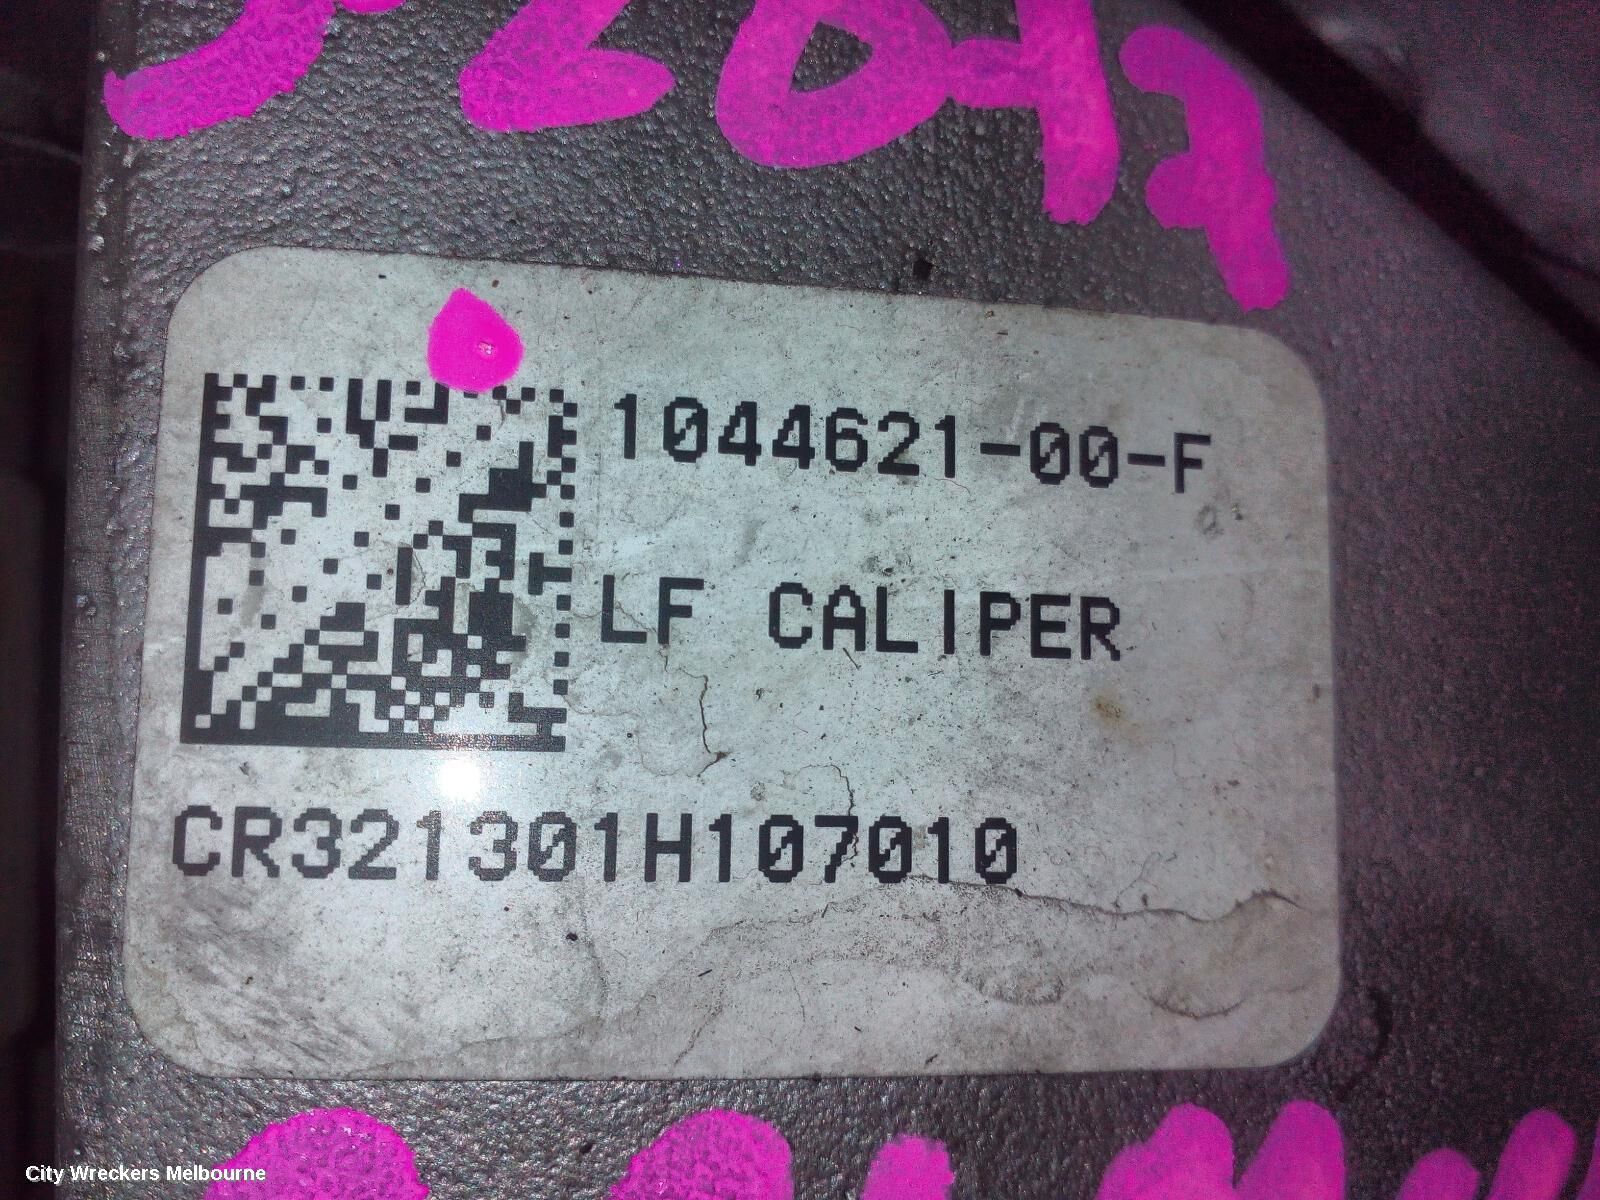 1044621-00-F
LF CALIPER
CR321301H107010
City Wreckers Melbourne